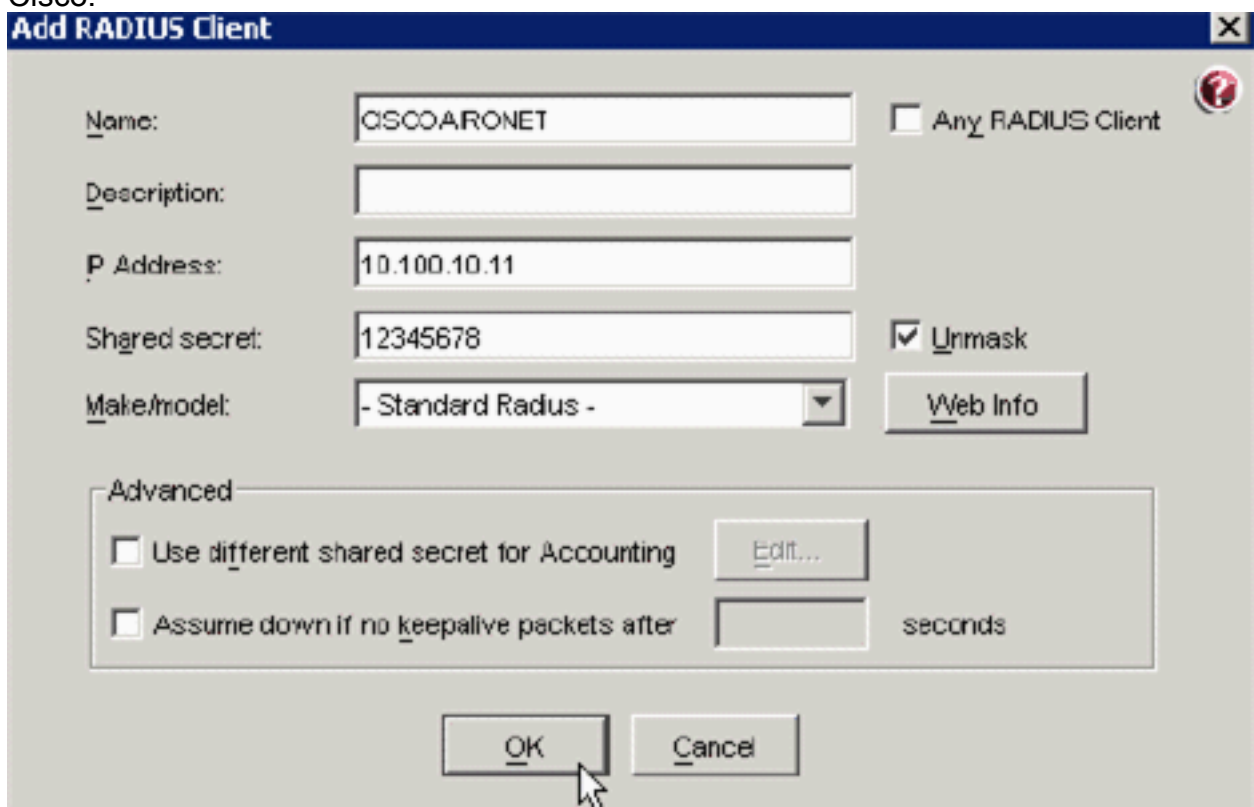 Cisco.
Add RADIUS Client
Name: CISCOAIRONET Any RADIUS Client
Description:
IP Address: 10.100.10.11
Shared secret: 12345678 Unmask
Make/model: - Standard Radius - Web Info
Advanced
Use different shared secret for Accounting Edit...
Assume down if no keepalive packets after seconds
OK Cancel